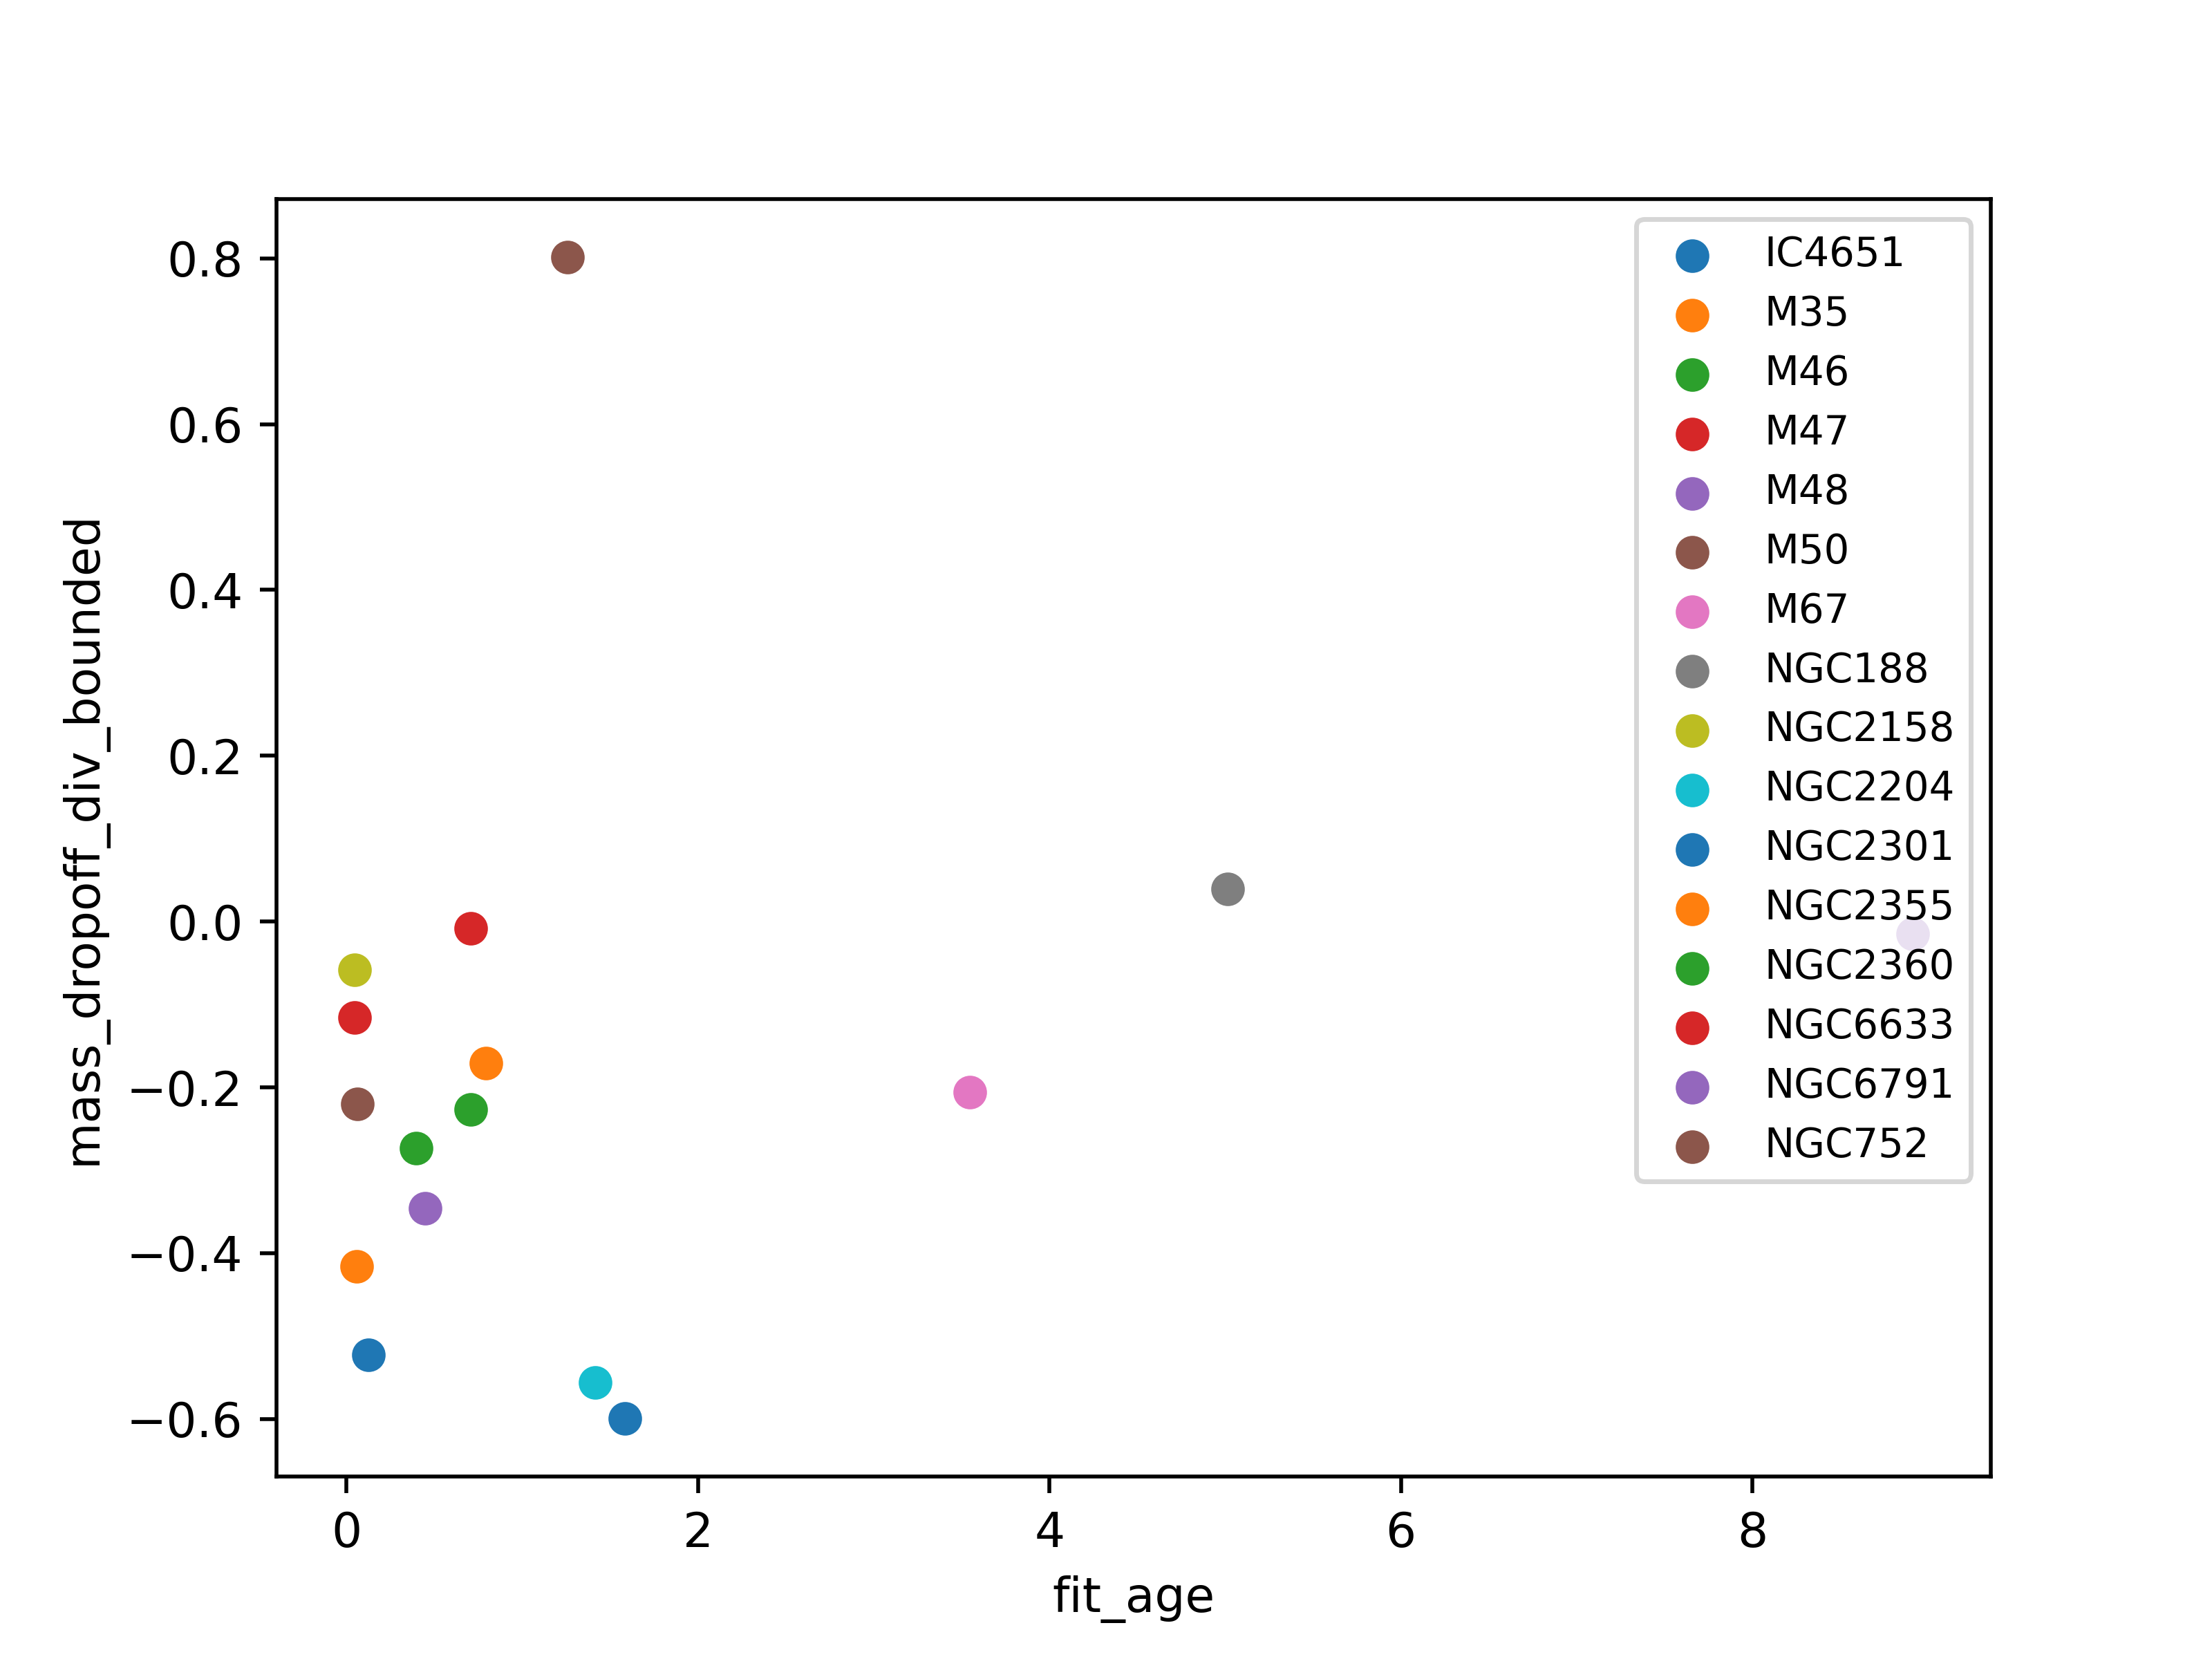 mass_dropoff_div_bounded
0.8
0.6
0.4
0.2
0.0
−0.2
−0.4
−0.6
IC4651
M35
M46
M47
M48
M50
M67
NGC188
NGC2158
NGC2204
NGC2301
NGC2355
NGC2360
NGC6633
NGC6791
NGC752
0 2 4 6 8
fit_age